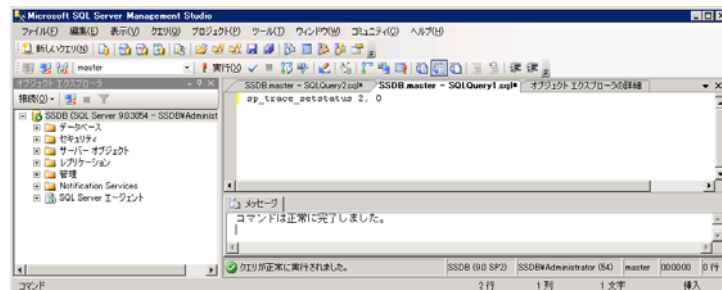 Microsoft SQL Server Management Studio
ファイル(F) 編集(E) 表示(V) クエリ(Q) プロジェクト(P) ツール(T) ウィンドウ(W) コミュニティ(C) ヘルプ(H)
新しいクエリ(N)
master 実行(X)
オブジェクト エクスプローラ
SSDB.master - SQLQuery2.sql* SSDB.master - SQLQuery1.sql* オブジェクト エクスプローラの詳細
接続(O)
sp_trace_setstatus 2, 0
SSDB (SQL Server 9.0.3054 - SSDB¥Administ
データベース
セキュリティ
サーバー オブジェクト
レプリケーション
管理
Notification Services
SQL Server エージェント
メッセージ
コマンドは正常に完了しました。
クエリが正常に実行されました。 SSDB (9.0 SP2) SSDB¥Administrator (54) master 000000 0 行
コマンド 2 行 1 列 1 文字 挿入